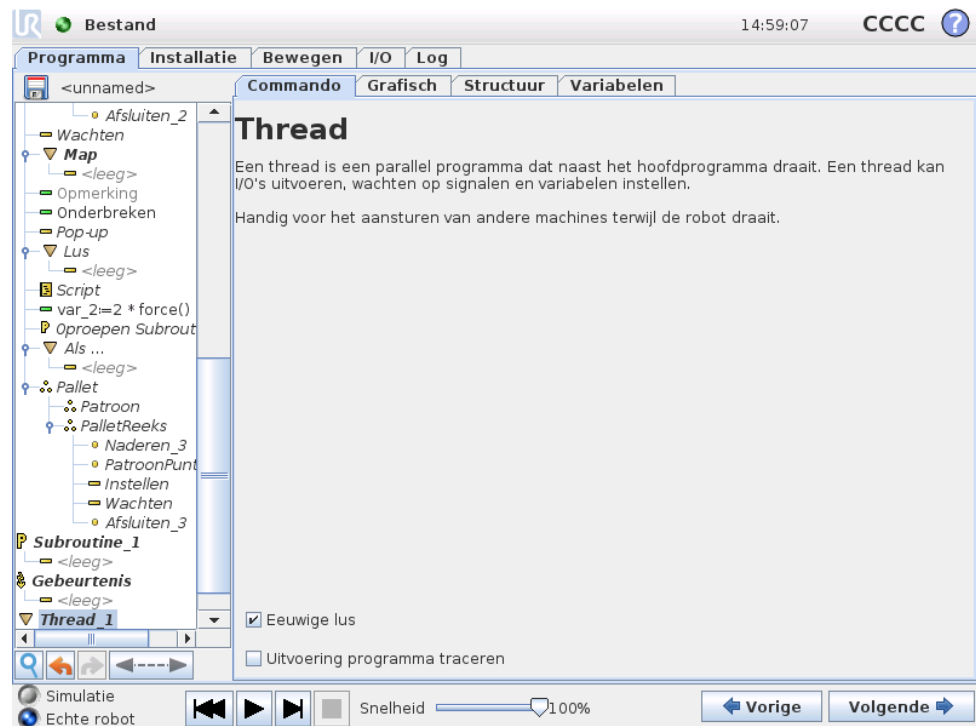 Bestand 14:59:07 CCCC ?
Programma Installatie Bewegen I/O Log
<unnamed>
Commando Grafisch Structuur Variabelen
Afsluiten_2
Wachten
Map
<leeg>
Opmerking
Onderbreken
Pop-up
Lus
<leeg>
Script
var_2:=2 * force()
Oproepen Subrout
Als ...
<leeg>
Pallet
Patroon
PalletReeks
Naderen_3
PatroonPunt
Instellen
Wachten
Afsluiten_3
Subroutine_1
<leeg>
Gebeurtenis
<leeg>
Thread_1
Thread
Een thread is een parallel programma dat naast het hoofdprogramma draait. Een thread kan
I/O's uitvoeren, wachten op signalen en variabelen instellen.
Handig voor het aansturen van andere machines terwijl de robot draait.
Eeuwige lus
Uitvoering programma traceren
Simulatie
Echte robot
Snelheid 100%
Vorige Volgende